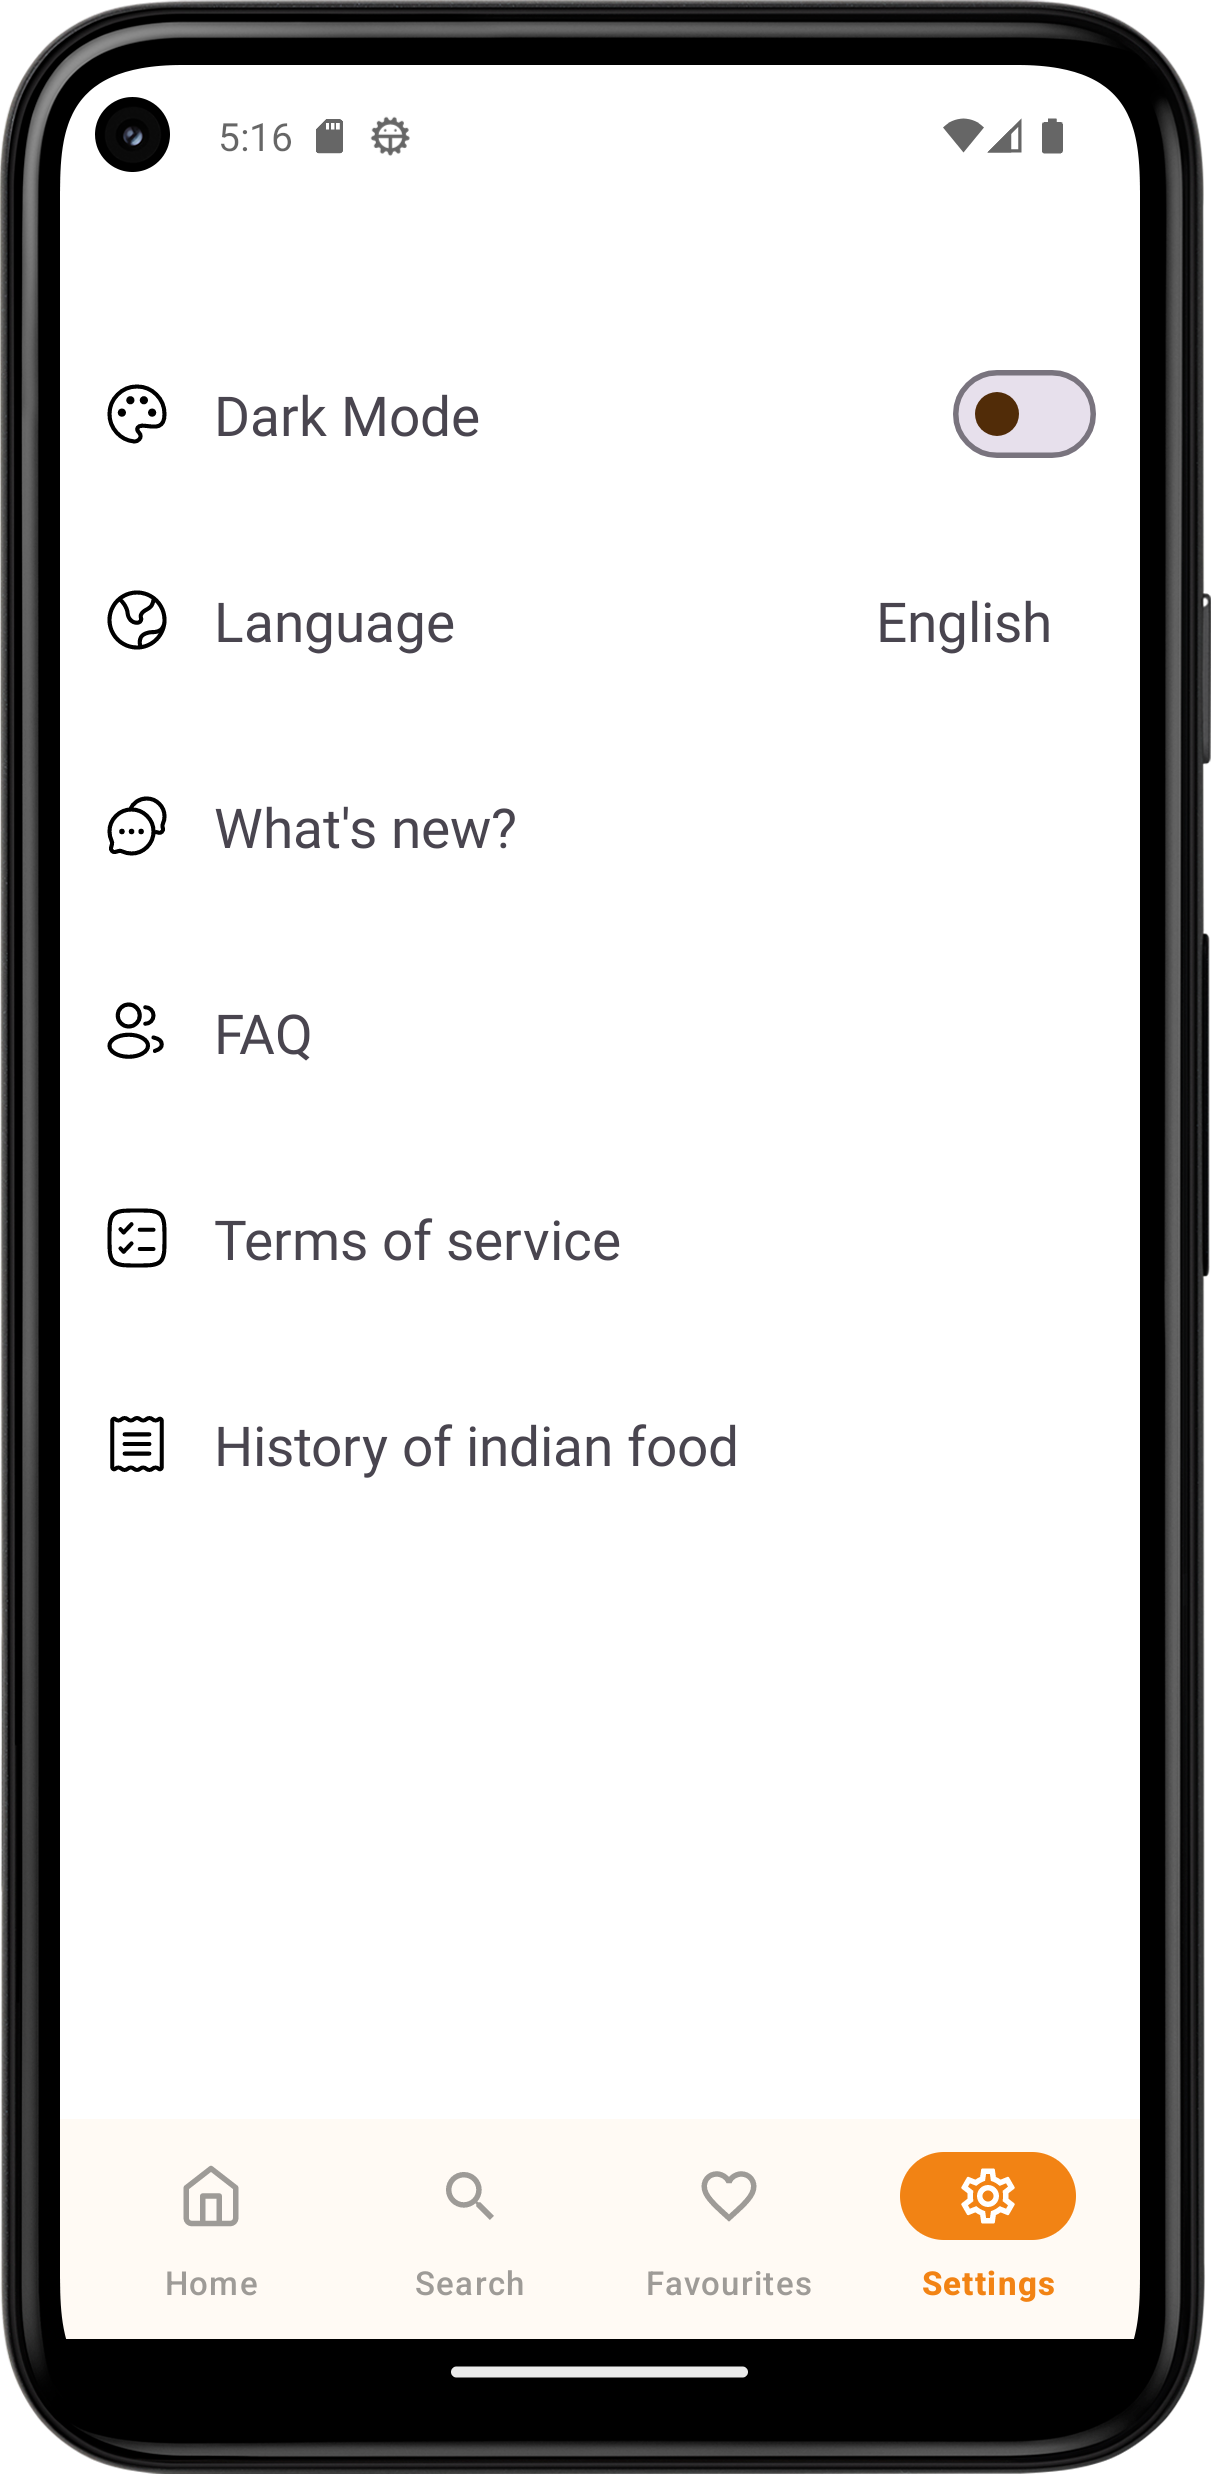 5:16
Dark Mode
Language English
What's new?
FAQ
Terms of service
History of indian food
Home Search Favourites Settings